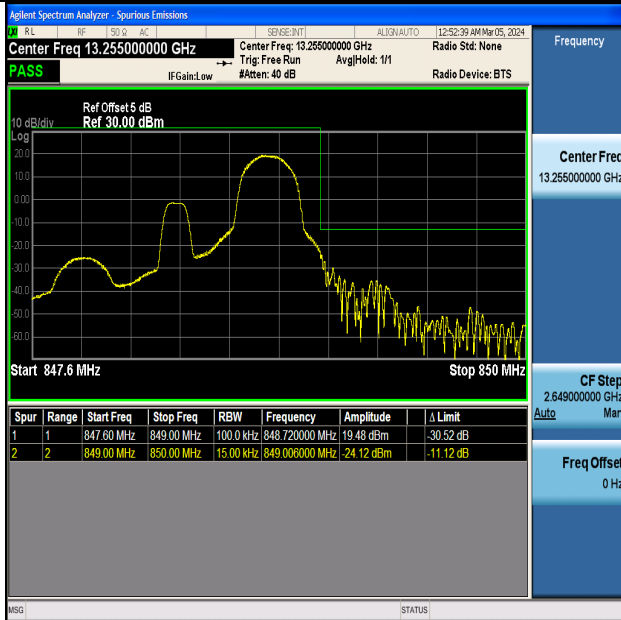 Agilent Spectrum Analyzer - Spurious Emissions
LXI RL RF 50 Ω AC SENSE:INT ALIGN AUTO 12:52:39 AM Mar 05, 2024
Center Freq 13.255000000 GHz Center Freq: 13.255000000 GHz Radio Std: None
Trig: Free Run Avg|Hold: 1/1
PASS IFGain:Low #Atten: 40 dB Radio Device: BTS
Ref Offset 5 dB
10 dB/div Ref 30.00 dBm
Log
20.0
10.0
0.00
-10.0
-20.0
-30.0
-40.0
-50.0
-60.0
Start 847.6 MHz Stop 850 MHz
Spur Range Start Freq Stop Freq RBW Frequency Amplitude Δ Limit
1 1 847.60 MHz 849.00 MHz 100.0 kHz 848.720000 MHz 19.48 dBm -30.52 dB
2 2 849.00 MHz 850.00 MHz 15.00 kHz 849.006000 MHz -24.12 dBm -11.12 dB
MSG STATUS
Frequency
Center Freq
13.255000000 GHz
CF Step
2.649000000 GHz
Auto Man
Freq Offset
0 Hz